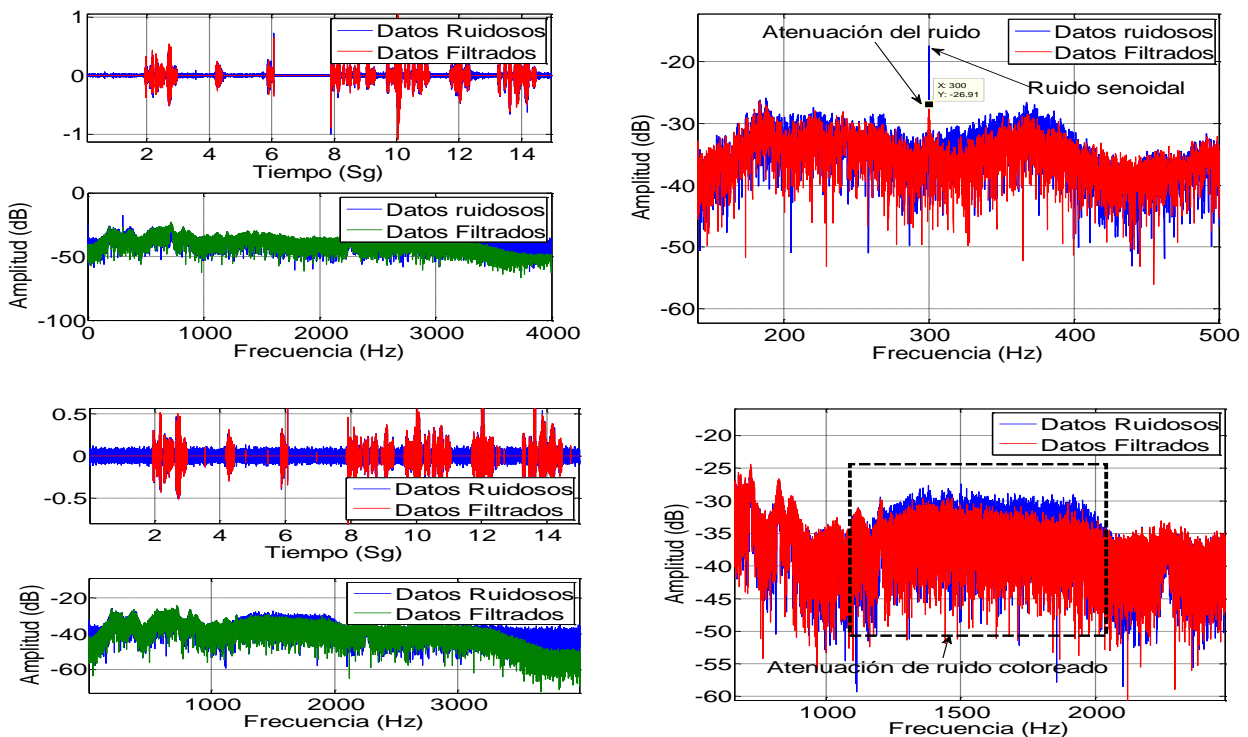 1
0
-1
Datos Ruidosos
Datos Filtrados
2
4
6
8
10
12
14
Tiempo (Sg)
Amplitud (dB)
0
-50
-100
Datos ruidosos
Datos Filtrados
0
1000
2000
3000
4000
Frecuencia (Hz)
Amplitud (dB)
-20
-30
-40
-50
-60
Atenuación del ruido
Datos ruidosos
Datos Filtrados
X: 300
Y: -26.91
Ruido senoidal
200
300
400
500
Frecuencia (Hz)
0.5
0
-0.5
Datos Ruidosos
Datos Filtrados
2
4
6
8
10
12
14
Tiempo (Sg)
Amplitud (dB)
-20
-40
-60
Datos Ruidosos
Datos Filtrados
1000
2000
3000
Frecuencia (Hz)
Amplitud (dB)
-20
-25
-30
-35
-40
-45
-50
-55
-60
Datos Ruidosos
Datos Filtrados
Atenuación de ruido coloreado
1000
1500
2000
Frecuencia (Hz)